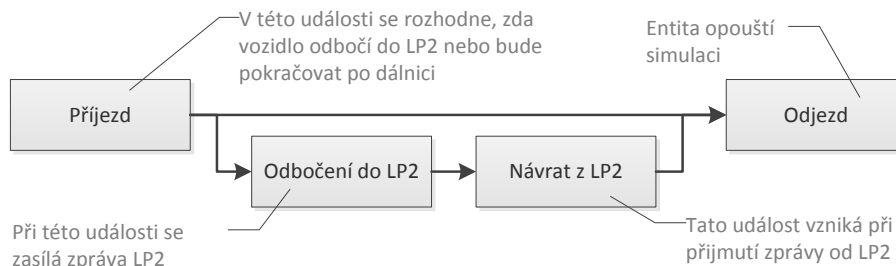 V této události se rozhodne, zda
vozidlo odbočí do LP2 nebo bude
pokračovat po dálnici
Entita opouští
simulaci
Příjezd
Odjezd
Odbočení do LP2
Návrat z LP2
Při této události se
zasílá zpráva LP2
Tato událost vzniká při
přijmutí zprávy od LP2